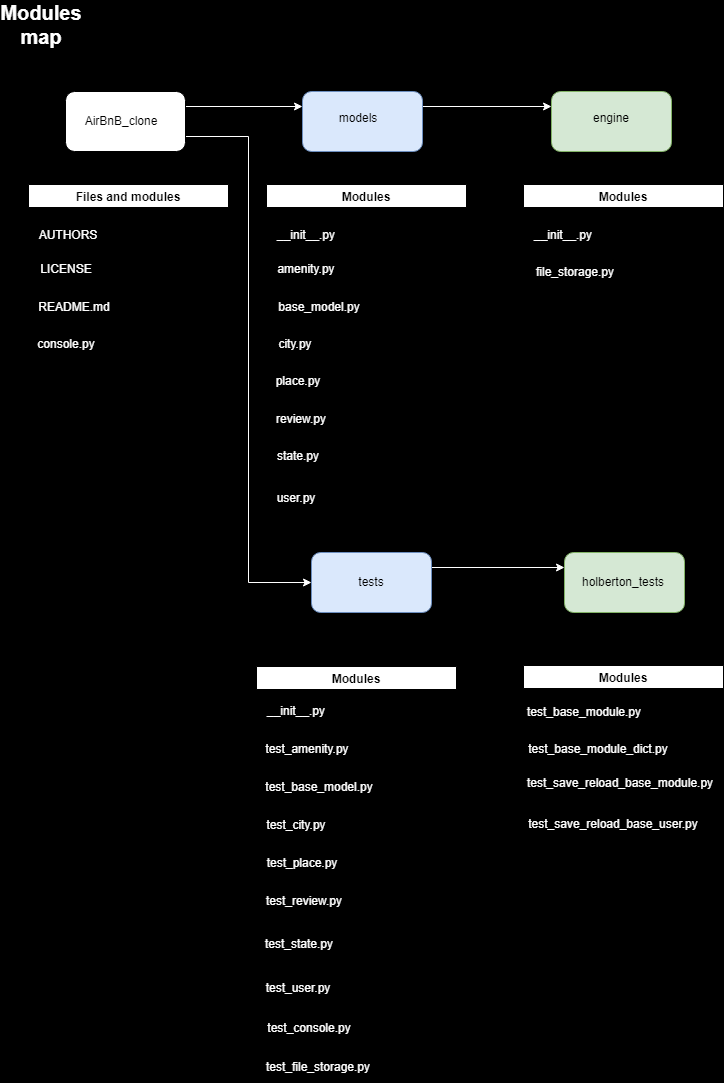 Modules
map
AirBnB_clone
models
engine
Files and modules
AUTHORS
LICENSE
README.md
console.py
Modules
__init__.py
amenity.py
base_model.py
city.py
place.py
review.py
state.py
user.py
Modules
__init__.py
file_storage.py
tests
holberton_tests
Modules
__init__.py
test_amenity.py
test_base_model.py
test_city.py
test_place.py
test_review.py
test_state.py
test_user.py
test_console.py
test_file_storage.py
Modules
test_base_module.py
test_base_module_dict.py
test_save_reload_base_module.py
test_save_reload_base_user.py